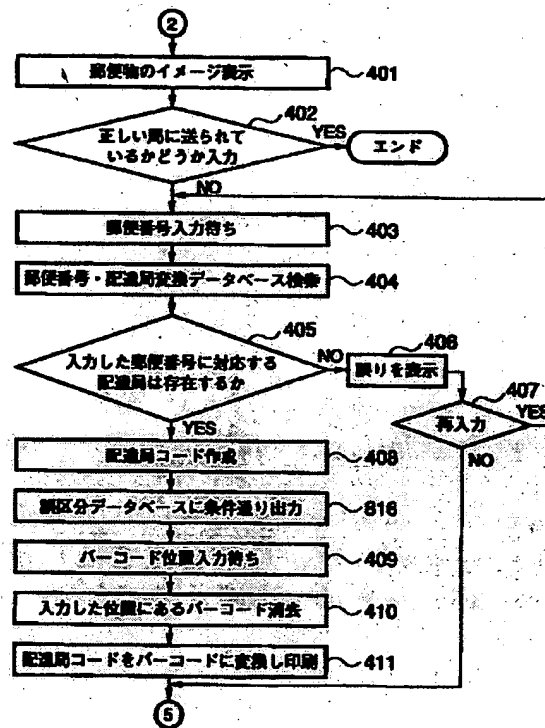 ②
郵便物のイメージ表示
401
402
正しい局に送られて
いるかどうか入力
YES
エンド
NO
郵便番号入力待ち
403
郵便番号・配達局変換データベース検索
404
405
入力した郵便番号に対応する
配達局は存在するか
NO
406
誤りを表示
407
再入力
YES
YES
NO
配達局コード作成
408
誤区分データベースに条件通り出力
816
バーコード位置入力待ち
409
入力した位置にあるバーコード消去
410
配達局コードをバーコードに変換し印刷
411
⑤